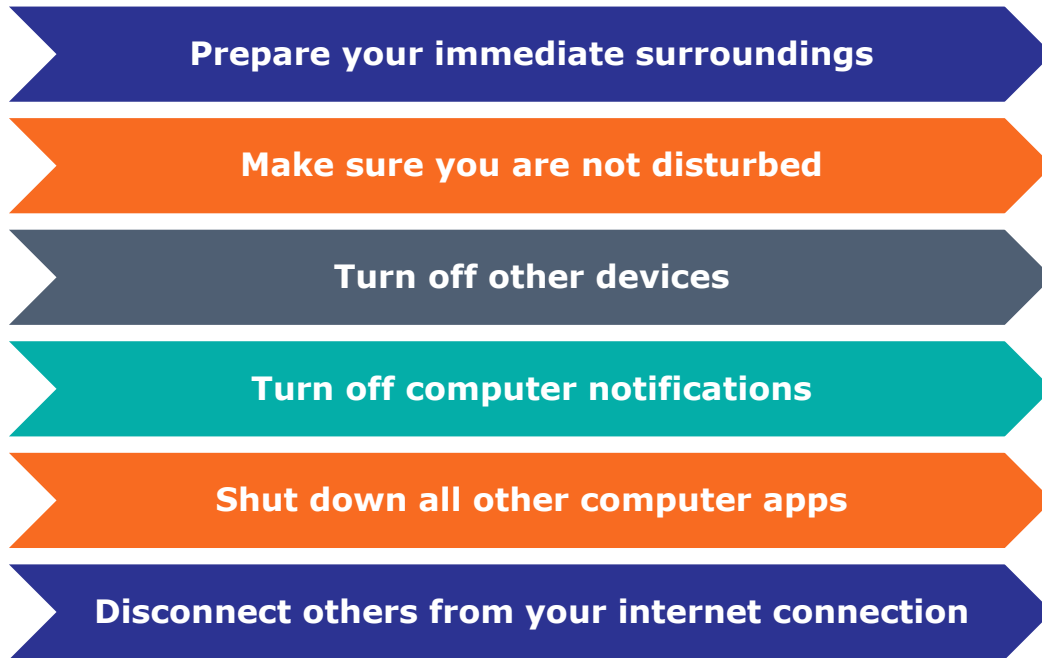 Prepare your immediate surroundings
Make sure you are not disturbed
Turn off other devices
Turn off computer notifications
Shut down all other computer apps
Disconnect others from your internet connection